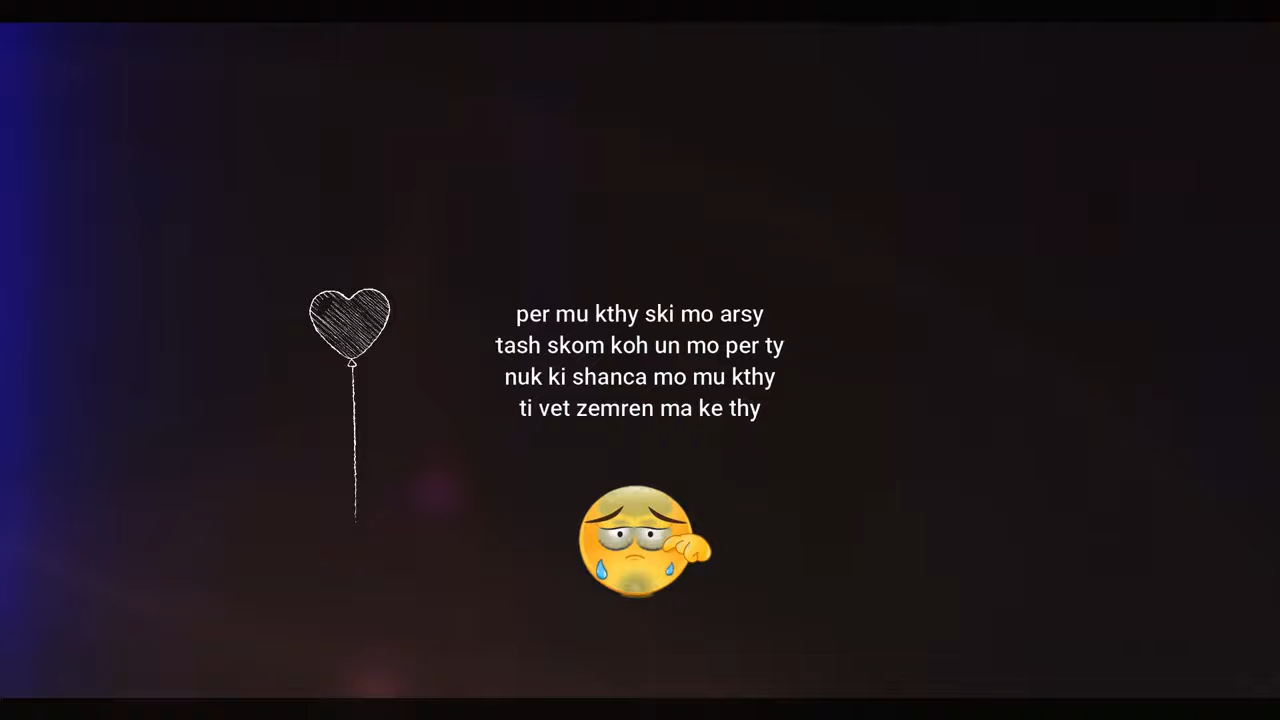 per mu kthy ski mo arsy
tash skom koh un mo per ty
nuk ki shanca mo mu kthy
ti vet zemren ma ke thy